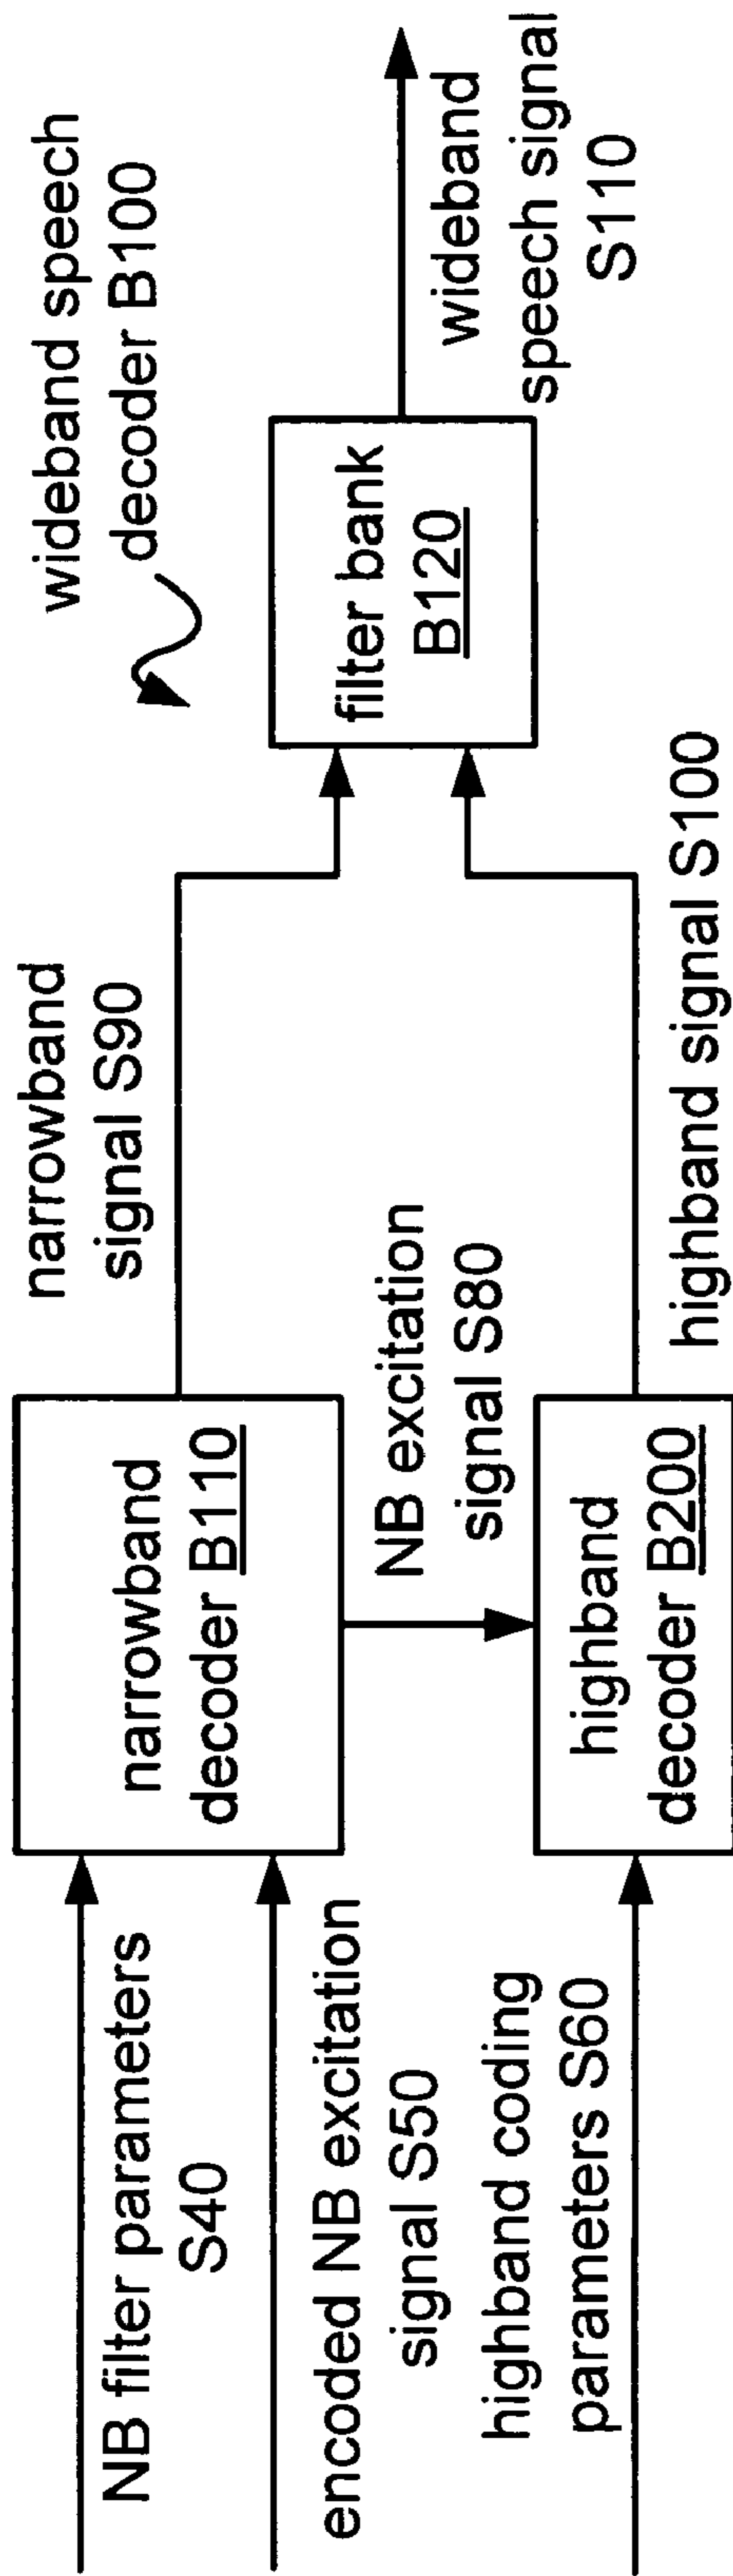 wideband speech
decoder B100
NB filter parameters
S40
encoded NB excitation
signal S50
highband coding
parameters S60
narrowband
decoder B110
NB excitation
signal S80
highband
decoder B200
narrowband
signal S90
highband signal S100
filter bank
B120
wideband
speech signal
S110